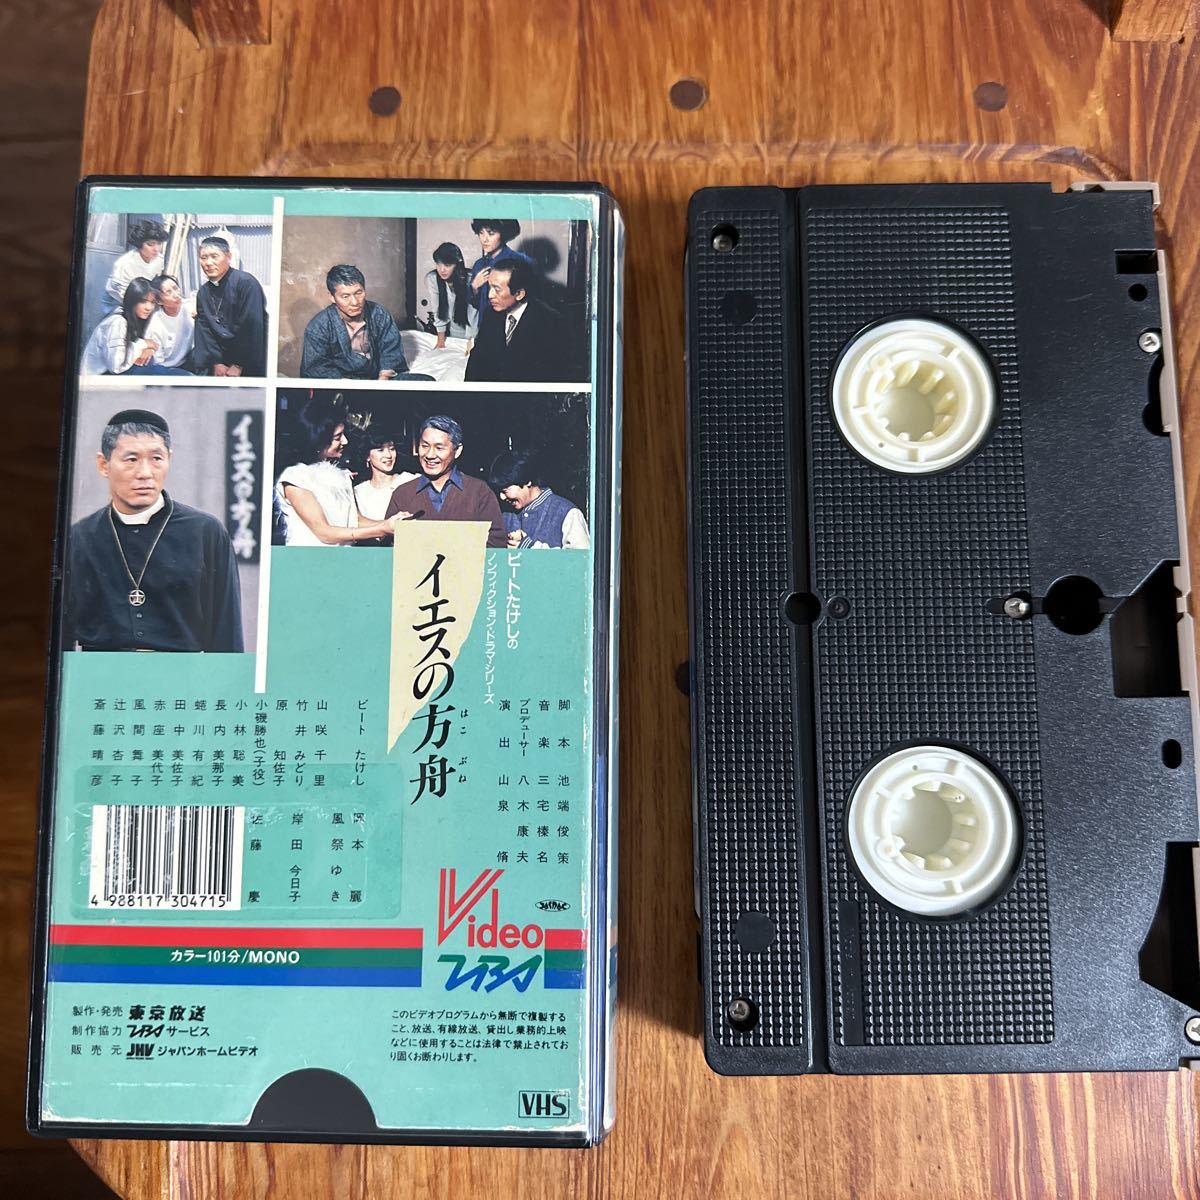 イエスの方舟
ビートたけしの
ノンフィクション・ドラマシリーズ
イエスの方舟
はこ ぶね
脚本 池端俊策
音楽 三宅榛名
プロデューサー 八木康夫
演出 山泉脩
ビートたけし
山咲千里
竹井みどり
原知佐子
小磯勝也(子役)
小林聡美
長内美那子
蜷川有紀
田中美佐子
赤座美代子
風間舞子
辻沢杏子
斎藤晴彦
岡本麗
風祭ゆき
岸田今日子
佐藤慶
4 988117 304715
Video
TBS
カラー101分/MONO
製作・発売 東京放送
制作協力 TBSサービス
販売元 JHV ジャパンホームビデオ
このビデオプログラムから無断で複製する
こと、放送、有線放送、貸出し業務的上映
などに使用することは法律で禁止されてお
り固くお断わりします。
VHS